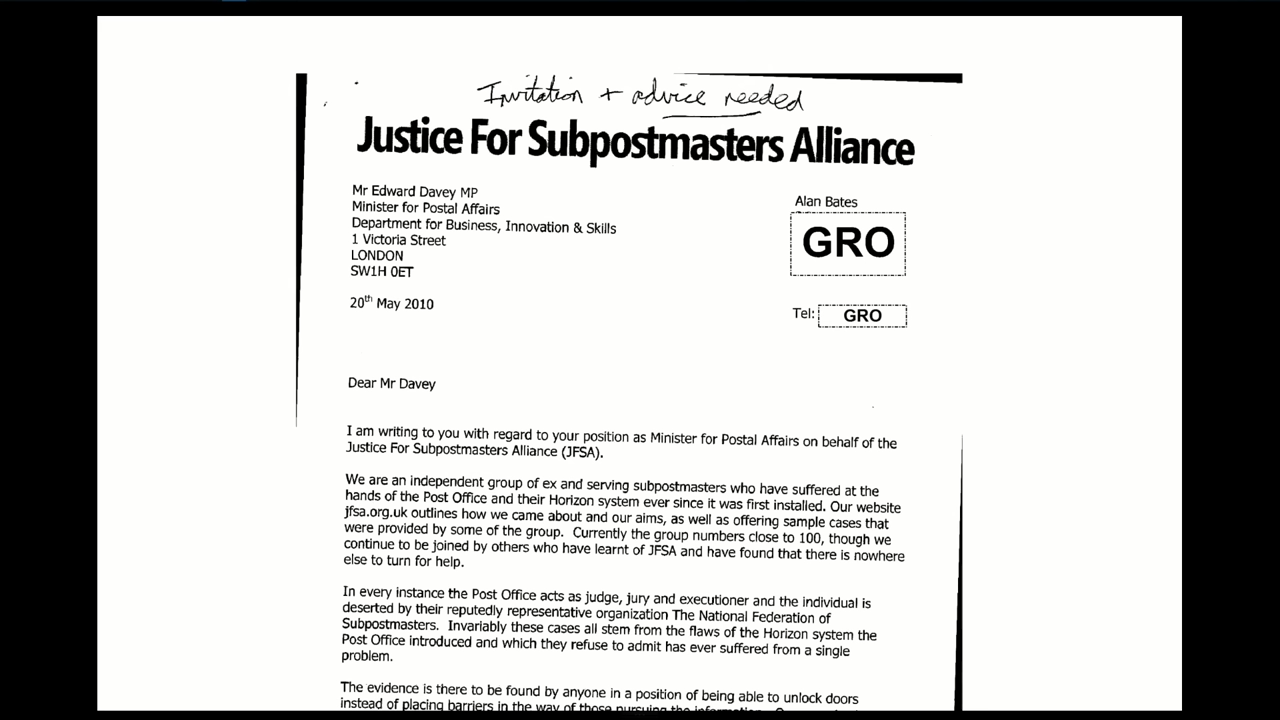 Invitation + advice needed
Justice For Subpostmasters Alliance
Mr Edward Davey MP
Minister for Postal Affairs
Department for Business, Innovation & Skills
1 Victoria Street
LONDON
SW1H 0ET
20th May 2010
Alan Bates
GRO
Tel: GRO
Dear Mr Davey
I am writing to you with regard to your position as Minister for Postal Affairs on behalf of the
Justice For Subpostmasters Alliance (JFSA).
We are an independent group of ex and serving subpostmasters who have suffered at the
hands of the Post Office and their Horizon system ever since it was first installed. Our website
jfsa.org.uk outlines how we came about and our aims, as well as offering sample cases that
were provided by some of the group. Currently the group numbers close to 100, though we
continue to be joined by others who have learnt of JFSA and have found that there is nowhere
else to turn for help.
In every instance the Post Office acts as judge, jury and executioner and the individual is
deserted by their reputedly representative organization The National Federation of
Subpostmasters. Invariably these cases all stem from the flaws of the Horizon system the
Post Office introduced and which they refuse to admit has ever suffered from a single
problem.
The evidence is there to be found by anyone in a position of being able to unlock doors
instead of placing barriers in the way of those pursuing the information.